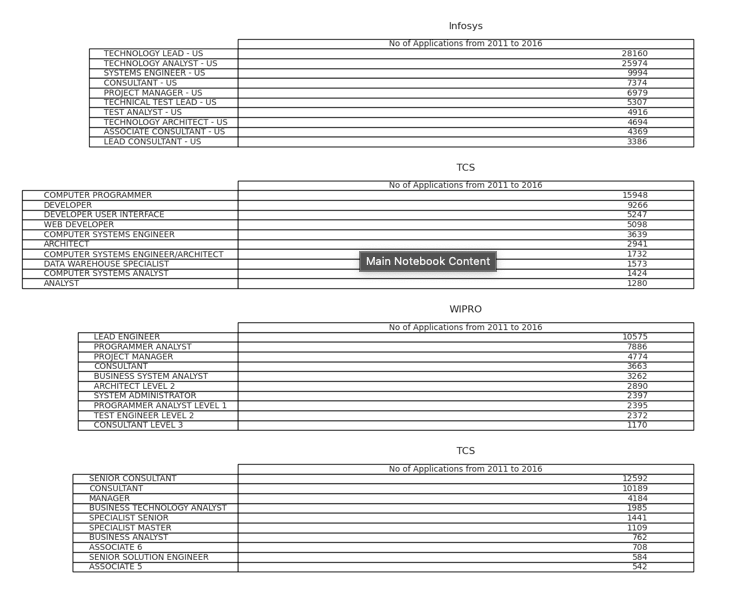 Infosys
No of Applications from 2011 to 2016
TECHNOLOGY LEAD - US 28160
TECHNOLOGY ANALYST - US 25974
SYSTEMS ENGINEER - US 9994
CONSULTANT - US 7374
PROJECT MANAGER - US 6979
TECHNICAL TEST LEAD - US 5307
TEST ANALYST - US 4916
TECHNOLOGY ARCHITECT - US 4694
ASSOCIATE CONSULTANT - US 4369
LEAD CONSULTANT - US 3386
TCS
No of Applications from 2011 to 2016
COMPUTER PROGRAMMER 15948
DEVELOPER 9266
DEVELOPER USER INTERFACE 5247
WEB DEVELOPER 5098
COMPUTER SYSTEMS ENGINEER 3639
ARCHITECT 2941
COMPUTER SYSTEMS ENGINEER/ARCHITECT 1732
Main Notebook Content
DATA WAREHOUSE SPECIALIST 1573
COMPUTER SYSTEMS ANALYST 1424
ANALYST 1280
WIPRO
No of Applications from 2011 to 2016
LEAD ENGINEER 10575
PROGRAMMER ANALYST 7886
PROJECT MANAGER 4774
CONSULTANT 3663
BUSINESS SYSTEM ANALYST 3262
ARCHITECT LEVEL 2 2890
SYSTEM ADMINISTRATOR 2397
PROGRAMMER ANALYST LEVEL 1 2395
TEST ENGINEER LEVEL 2 2372
CONSULTANT LEVEL 3 1170
TCS
No of Applications from 2011 to 2016
SENIOR CONSULTANT 12592
CONSULTANT 10189
MANAGER 4184
BUSINESS TECHNOLOGY ANALYST 1985
SPECIALIST SENIOR 1441
SPECIALIST MASTER 1109
BUSINESS ANALYST 762
ASSOCIATE 6 708
SENIOR SOLUTION ENGINEER 584
ASSOCIATE 5 542